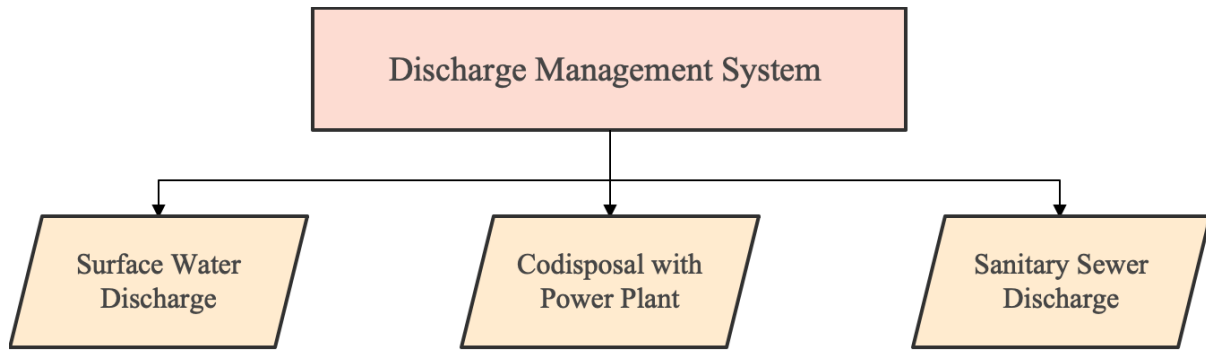 Discharge Management System
Surface Water
Discharge
Codisposal with
Power Plant
Sanitary Sewer
Discharge